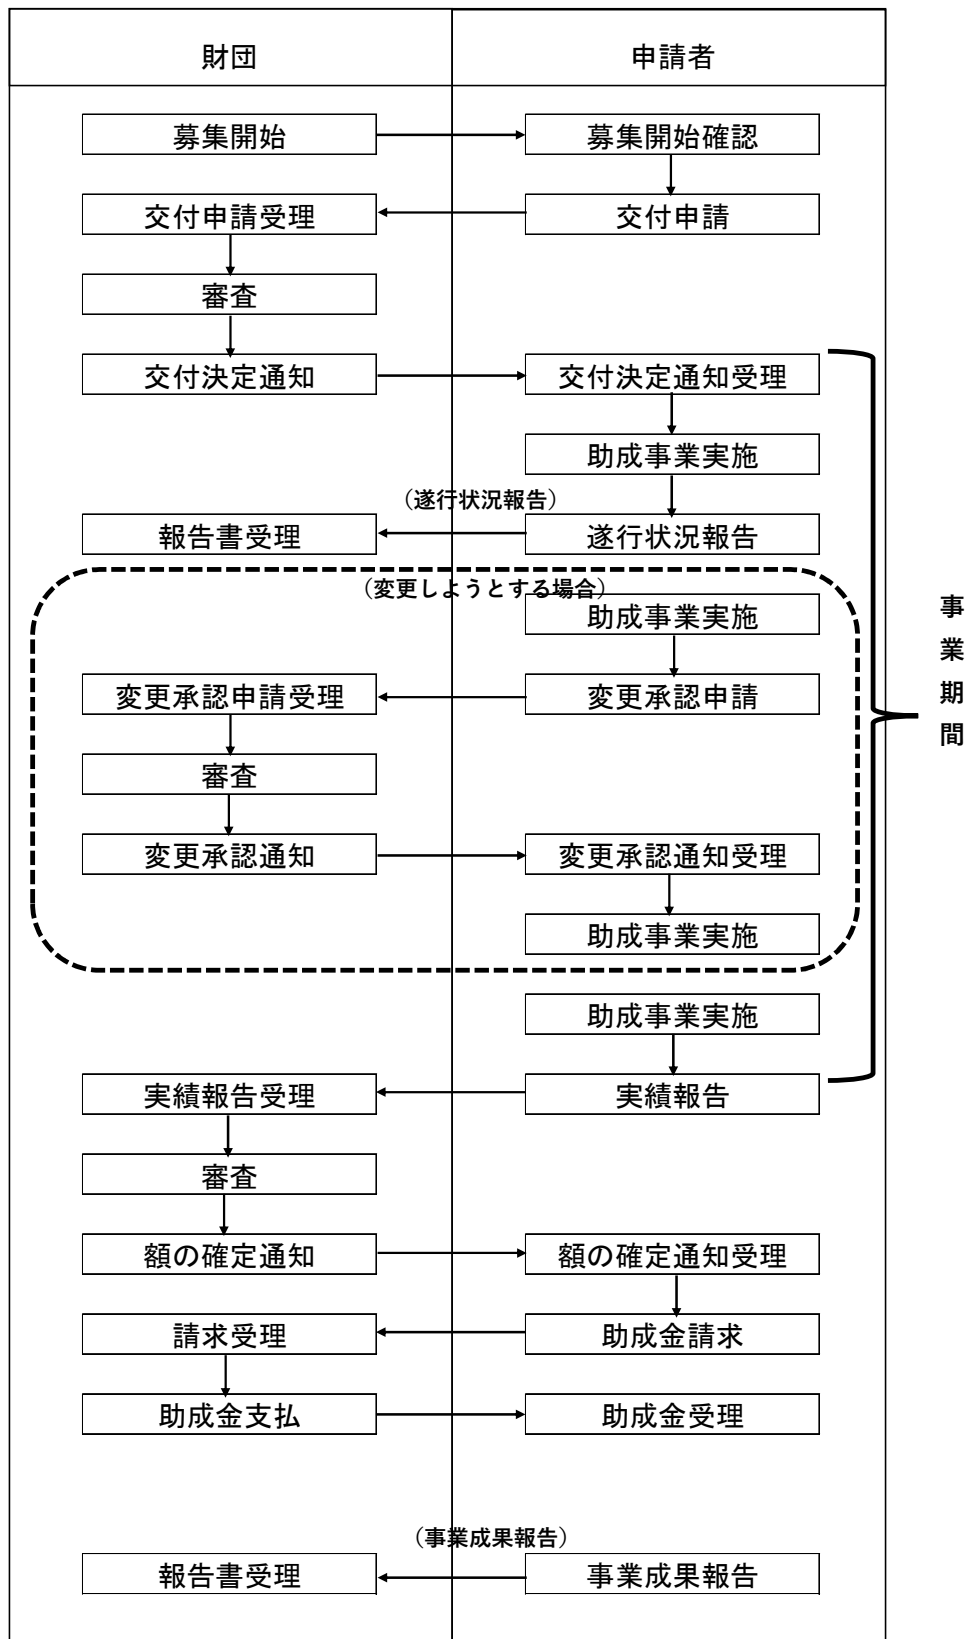 財団
申請者
募集開始
募集開始確認
交付申請受理
交付申請
審査
交付決定通知
交付決定通知受理
助成事業実施
（遂行状況報告）
報告書受理
遂行状況報告
（変更しようとする場合）
助成事業実施
変更承認申請受理
変更承認申請
審査
変更承認通知
変更承認通知受理
助成事業実施
助成事業実施
実績報告受理
実績報告
審査
額の確定通知
額の確定通知受理
請求受理
助成金請求
助成金支払
助成金受理
（事業成果報告）
報告書受理
事業成果報告
事業期間